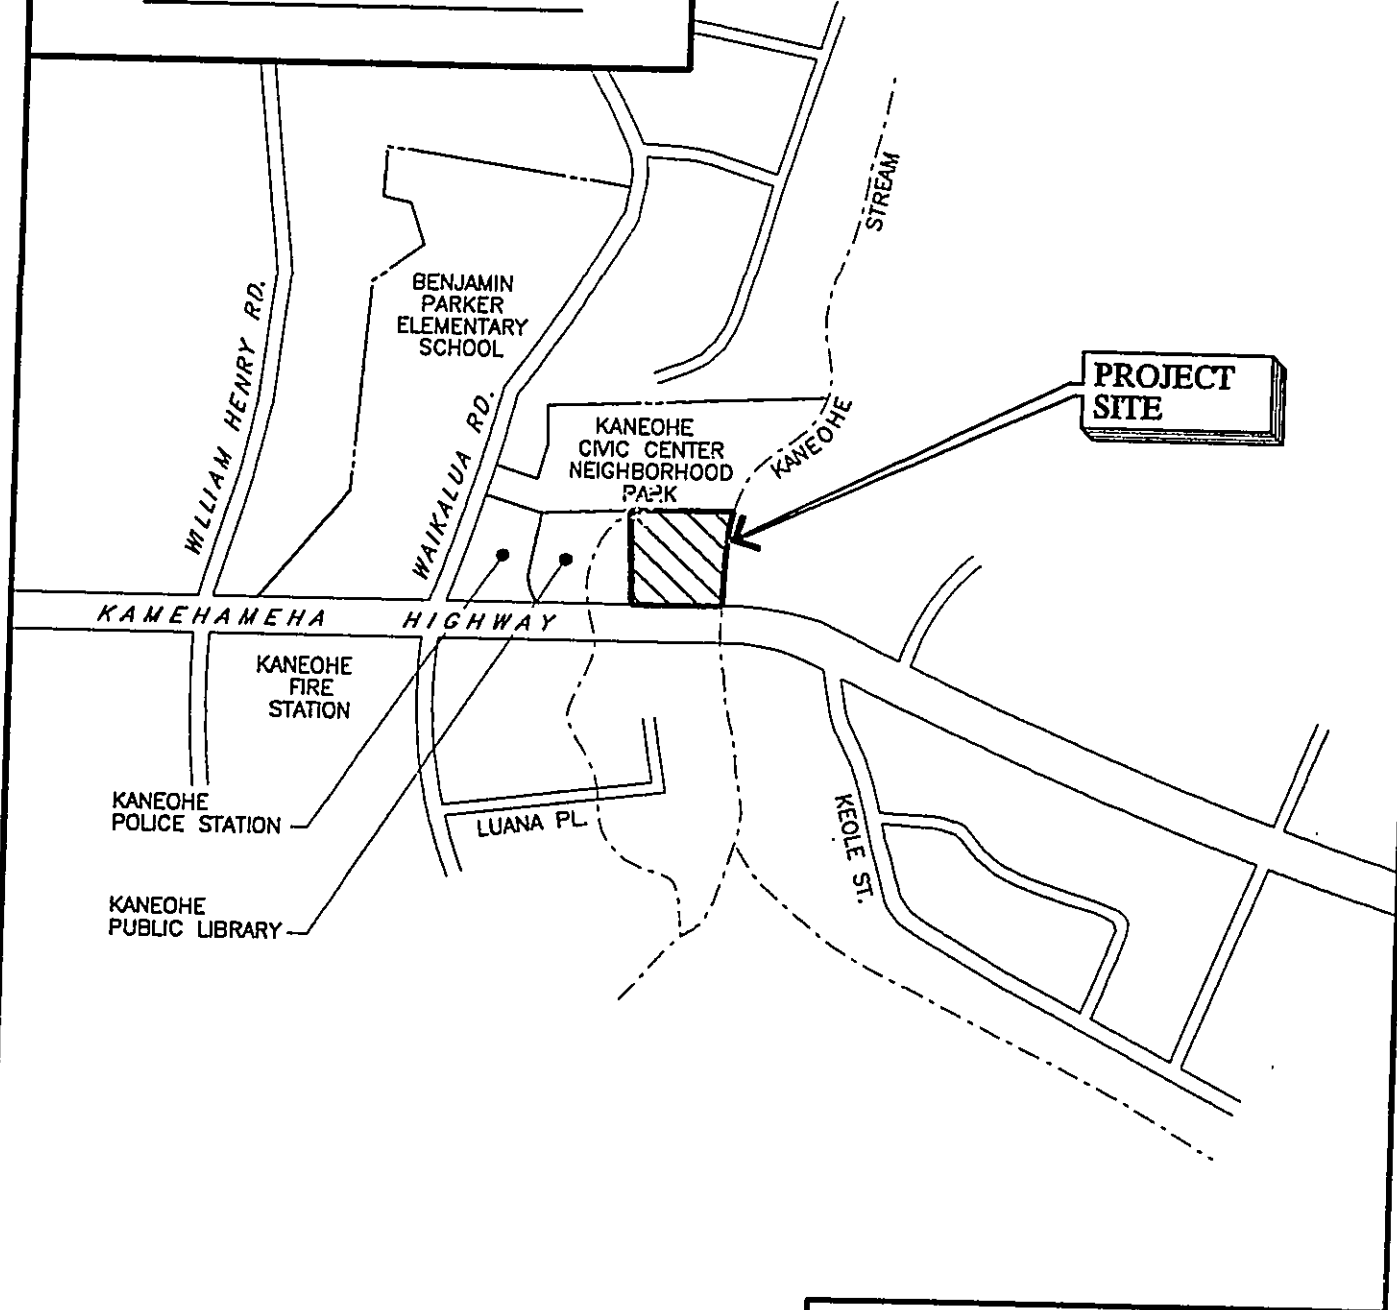 STREAM
BENJAMIN
PARKER
ELEMENTARY
SCHOOL
WILLIAM HENRY RD.
WAIKALUA RD.
PROJECT
SITE
KANEOHE
CIVIC CENTER
NEIGHBORHOOD
PARK
KANEOHE
KAMEHAMEHA HIGHWAY
KANEOHE
FIRE
STATION
KANEOHE
POLICE STATION
LUANA PL.
KEOLE ST.
KANEOHE
PUBLIC LIBRARY